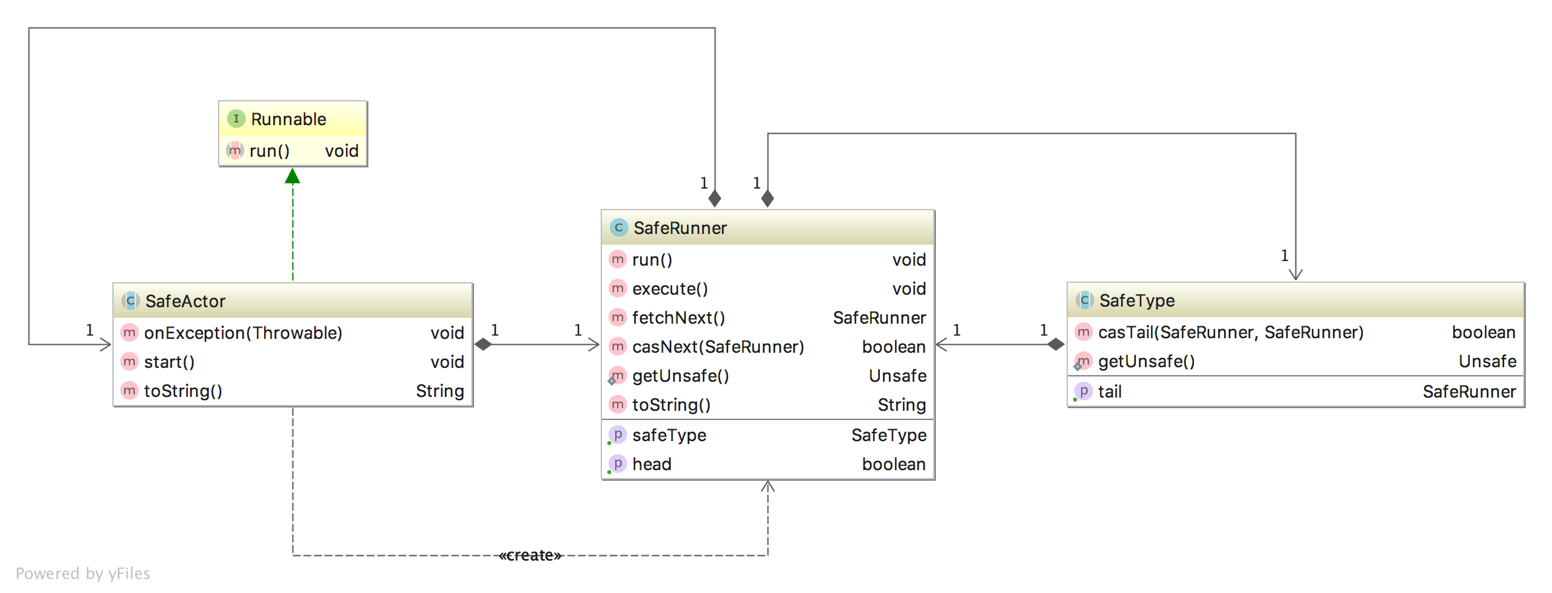 I Runnable
m run() void
1
1
1
C SafeRunner
m run() void
m execute() void
m fetchNext() SafeRunner
m casNext(SafeRunner) boolean
m getUnsafe() Unsafe
m toString() String
p safeType SafeType
p head boolean
C SafeActor
m onException(Throwable) void
m start() void
m toString() String
1
1
1
C SafeType
m casTail(SafeRunner, SafeRunner) boolean
m getUnsafe() Unsafe
p tail SafeRunner
1
1
«create»
Powered by yFiles